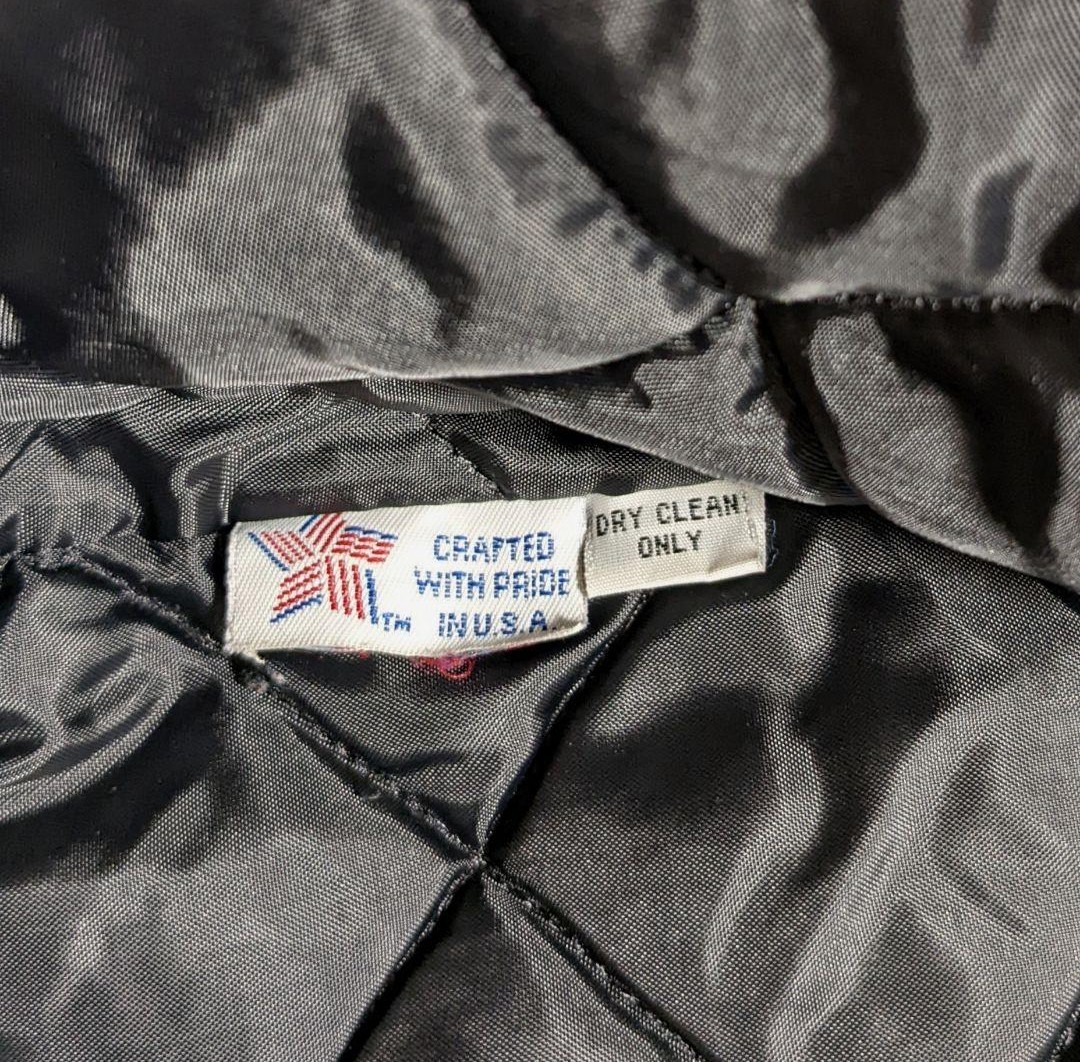 CRAFTED
WITH PRIDE
TM IN U.S.A.
DRY CLEAN
ONLY